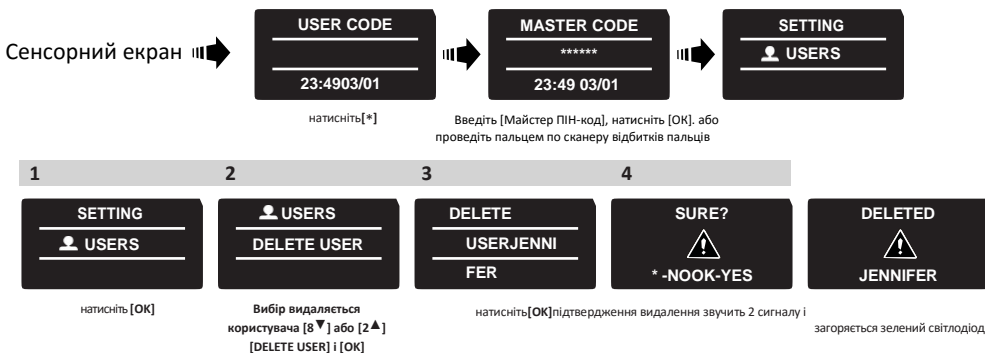 Сенсорний екран
USER CODE
23:4903/01
MASTER CODE
******
23:49 03/01
SETTING
USERS
натисніть[*]
Введіть [Майстер ПІН-код], натисніть [ОК]. або
проведіть пальцем по сканеру відбитків пальців
1 2 3 4
SETTING
USERS
USERS
DELETE USER
DELETE
USERJENNI
FER
SURE?
* -NOOK-YES
DELETED
JENNIFER
натисніть [OK]
Вибір видаляється
користувача [8▼] або [2▲]
[DELETE USER] і [OK]
натисніть[OK]підтвердження видалення звучить 2 сигналу і
загоряється зелений світлодіод